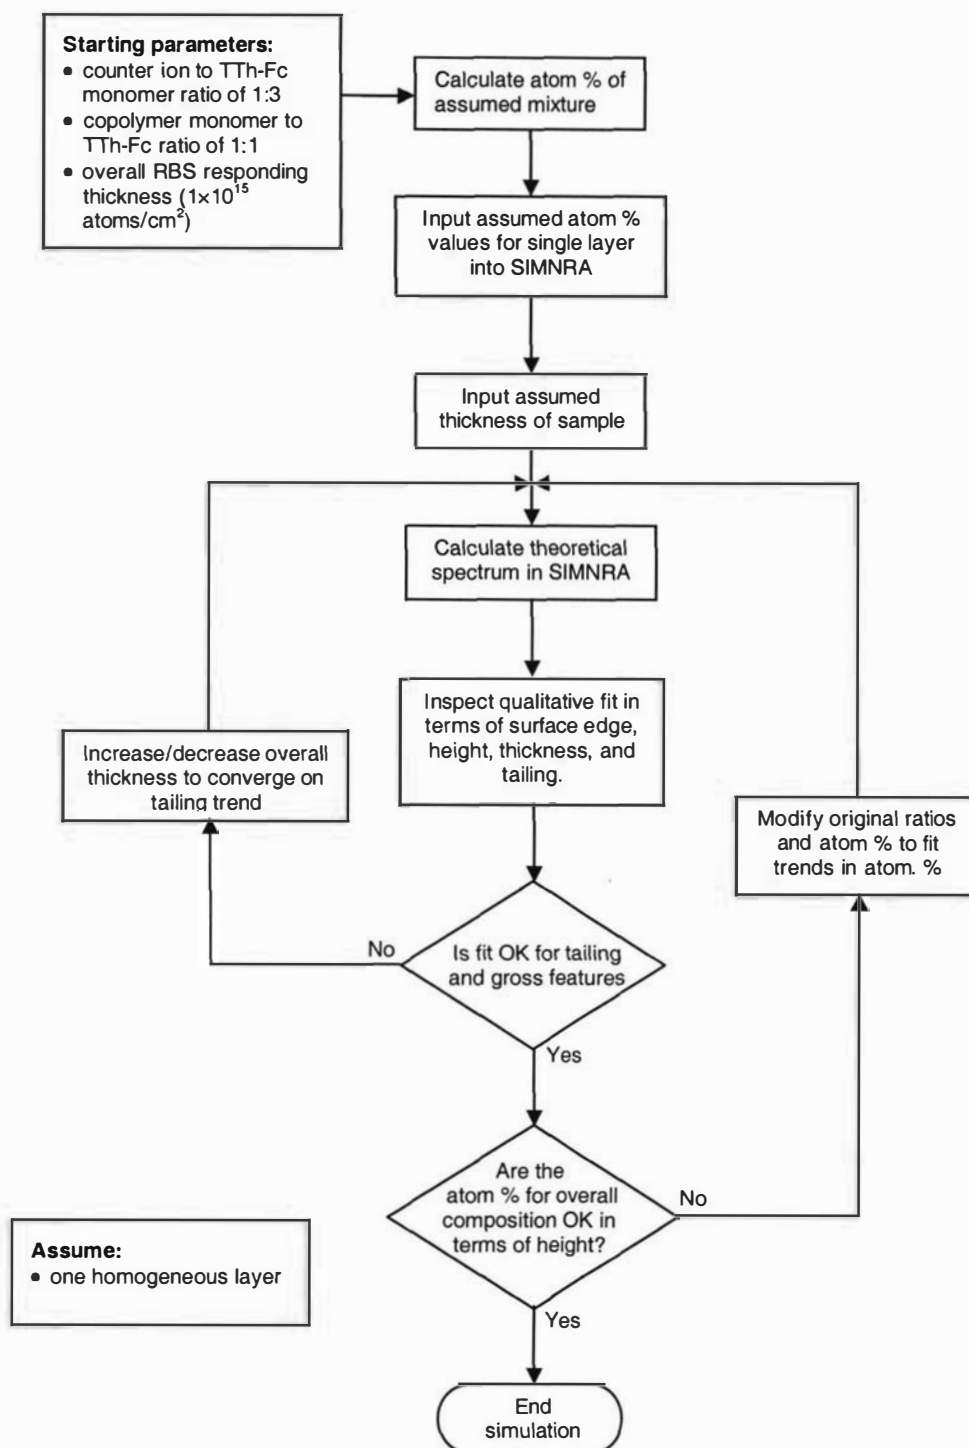 Starting parameters:
• counter ion to TTh-Fc
monomer ratio of 1:3
• copolymer monomer to
TTh-Fc ratio of 1:1
• overall RBS responding
thickness (1×10¹⁵
atoms/cm²)
Calculate atom % of
assumed mixture
Input assumed atom %
values for single layer
into SIMNRA
Input assumed
thickness of sample
Calculate theoretical
spectrum in SIMNRA
Inspect qualitative fit in
terms of surface edge,
height, thickness, and
tailing.
Increase/decrease overall
thickness to converge on
tailing trend
Modify original ratios
and atom % to fit
trends in atom. %
No
Is fit OK for tailing
and gross features
Yes
Are the
atom % for overall
composition OK in
terms of height?
No
Assume:
• one homogeneous layer
Yes
End
simulation